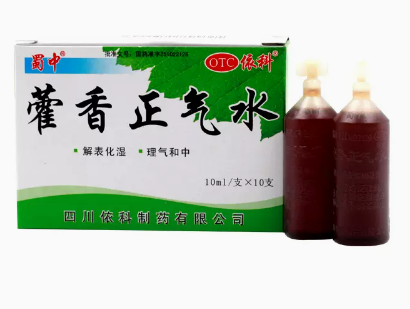 蜀中®
OTC 依科®
藿香正气水
· 解表化湿 · 理气和中
10ml/支×10支
四川依科制药有限公司